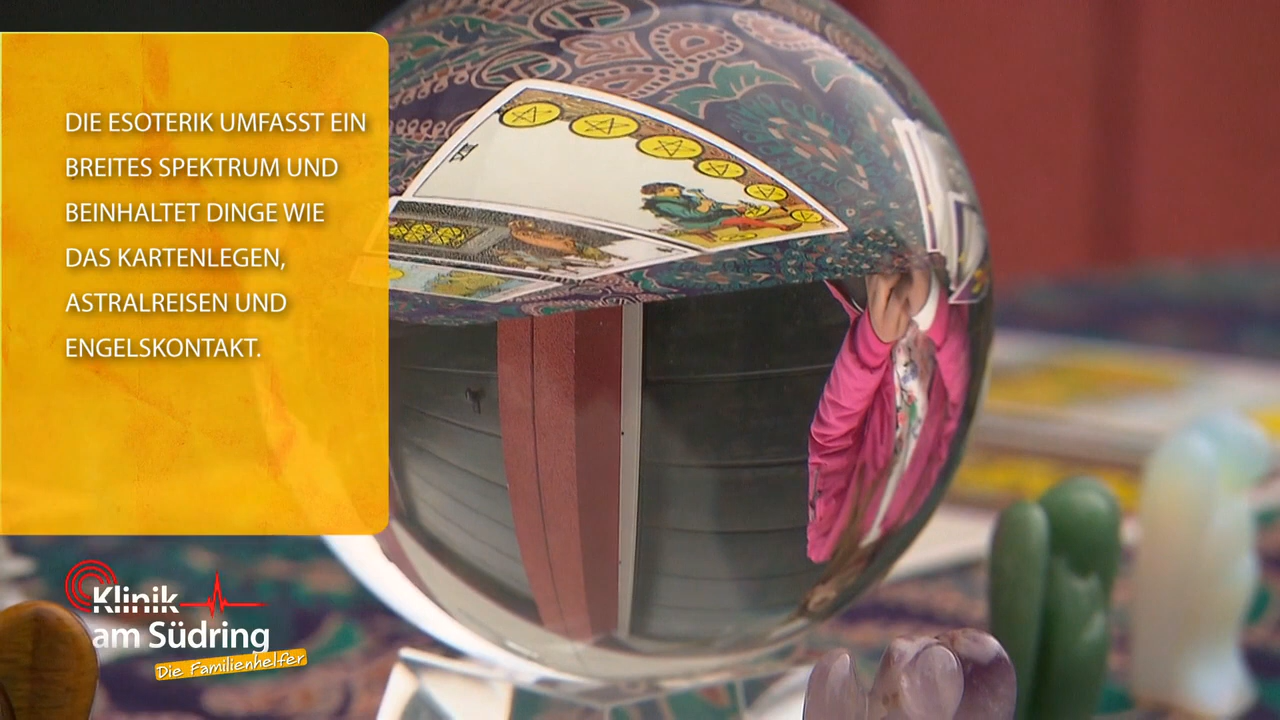 DIE ESOTERIK UMFASST EIN
BREITES SPEKTRUM UND
BEINHALTET DINGE WIE
DAS KARTENLEGEN,
ASTRALREISEN UND
ENGELSKONTAKT.
Klinik
am Südring
Die Familienhelfer